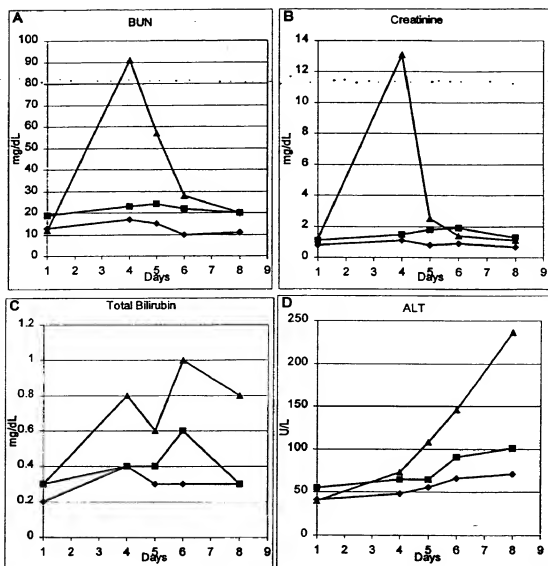 A
BUN
mg/dL
100
90
80
70
60
50
40
30
20
10
0
1 2 3 4 5 6 7 8 9
Days
B
Creatinine
mg/dL
14
12
10
8
6
4
2
0
1 2 3 4 5 6 7 8 9
Days
C
Total Bilirubin
mg/dL
1.2
1
0.8
0.6
0.4
0.2
0
1 2 3 4 5 6 7 8 9
Days
D
ALT
U/L
250
200
150
100
50
0
1 2 3 4 5 6 7 8 9
Days